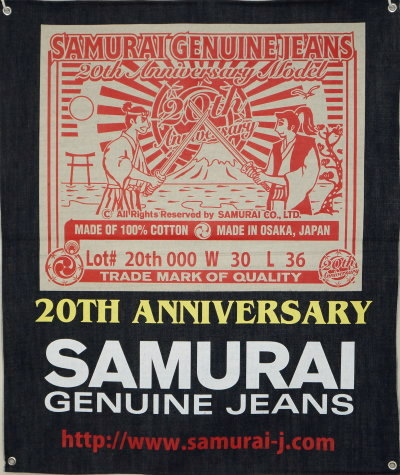 SAMURAI GENUINE JEANS
20th Anniversary Model
20th
Anniversary
© All Rights Reserved by SAMURAI CO., LTD.
MADE OF 100% COTTON MADE IN OSAKA, JAPAN
Lot# 20th 000 W 30 L 36
20th
Anniversary
TRADE MARK OF QUALITY
20TH ANNIVERSARY
SAMURAI
GENUINE JEANS
http://www.samurai-j.com